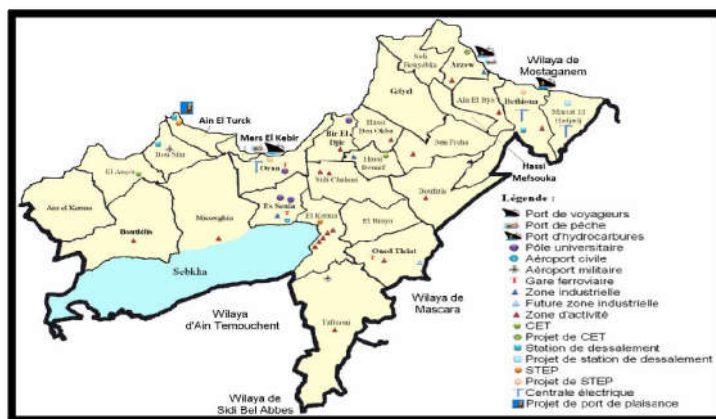 Wilaya de
Mostaganem
Sidi
Benyebka
Arzew
Gdyel
Ain El Turck
Mers El Kebir
Bir El
Djir
Hassi
Ben Okba
Ain El Bya
Bethioua
Marsat El
Hadjadj
Bou Sfer
El Ançor
Oran
Hassi
Bounif
Ben Freha
Hassi
Mefsouka
Sidi Chahmi
Ain el Kerma
Boutlélis
Misserghin
Es Senia
El Kerma
El Braya
Boufatis
Oued Tlélat
Sebkha
Tafraoui
Wilaya
d'Ain Temouchent
Wilaya de
Mascara
Wilaya de
Sidi Bel Abbes
Légende :
Port de voyageurs
Port de pêche
Port d'hydrocarbures
Pôle universitaire
Aéroport civile
Aéroport militaire
Gare ferroviaire
Zone industrielle
Future zone industrielle
Zone d'activité
CET
Projet de CET
Station de dessalement
Projet de station de dessalement
STEP
Projet de STEP
Centrale électrique
Projet de port de plaisance